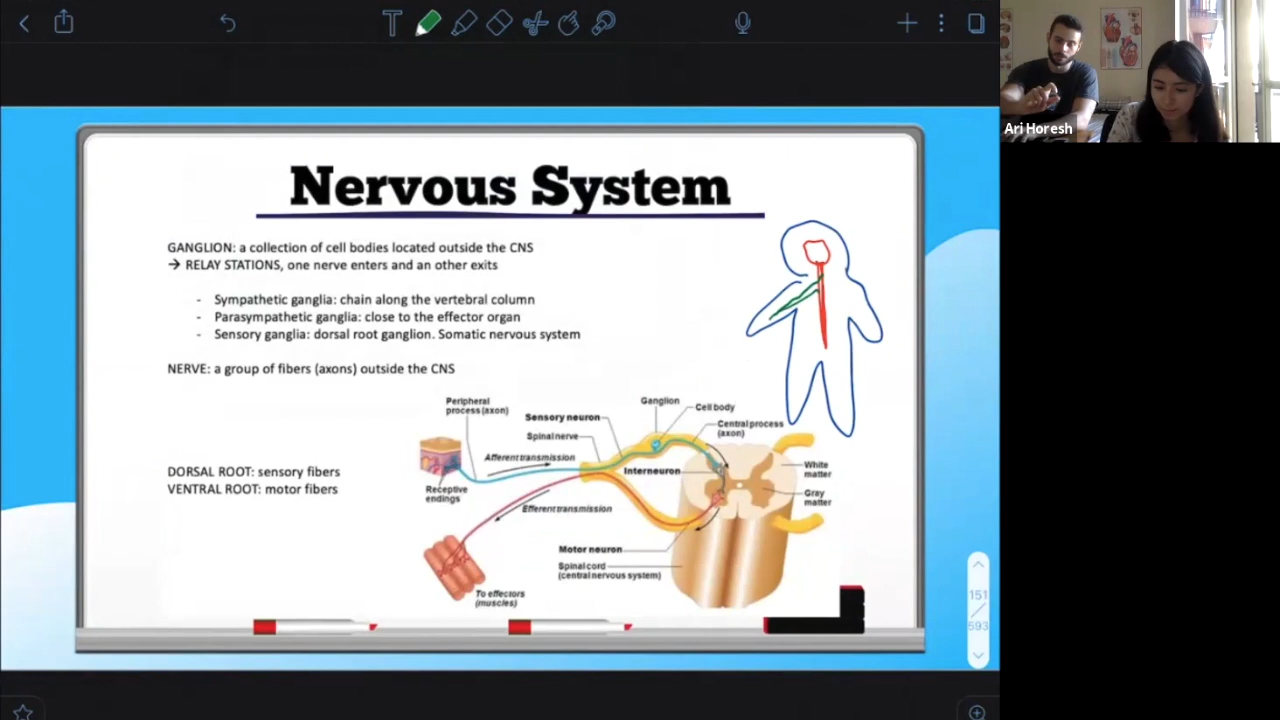 T
Ari Horesh
Nervous System
GANGLION: a collection of cell bodies located outside the CNS
→ RELAY STATIONS, one nerve enters and an other exits
- Sympathetic ganglia: chain along the vertebral column
- Parasympathetic ganglia: close to the effector organ
- Sensory ganglia: dorsal root ganglion. Somatic nervous system
NERVE: a group of fibers (axons) outside the CNS
DORSAL ROOT: sensory fibers
VENTRAL ROOT: motor fibers
Peripheral
process (axon)
Sensory neuron
Spinal nerve
Afferent transmission
Receptive
endings
Efferent transmission
Ganglion
Cell body
Central process
(axon)
Interneuron
White
matter
Gray
matter
Motor neuron
Spinal cord
(central nervous system)
To effectors
(muscles)
151
/
593